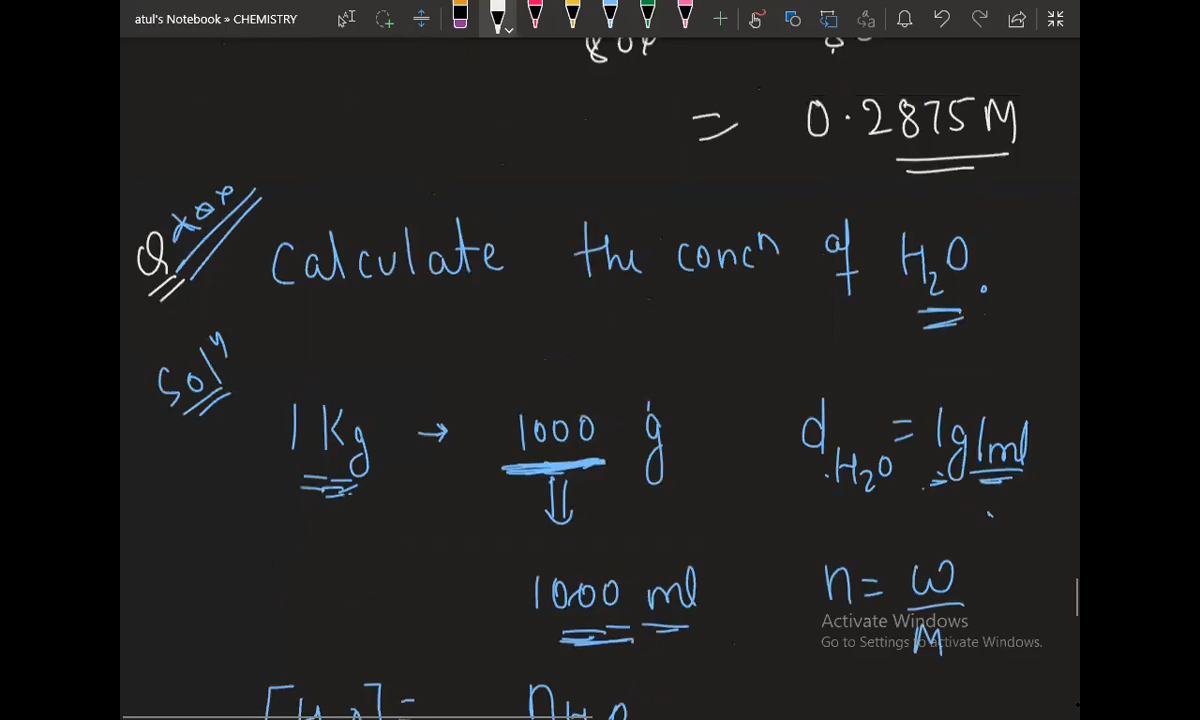 atul's Notebook » CHEMISTRY
= 0.2875 M
Q calculate the concⁿ of H₂O.
Solⁿ
1 Kg → 1000 g d H₂O = 1g/ml
⇓
1000 ml n = w/M
Activate Windows
Go to Settings to activate Windows.